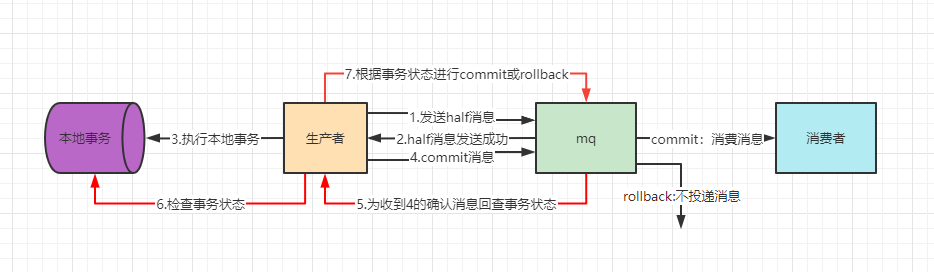 7.根据事务状态进行commit或rollback
本地事务
3.执行本地事务
生产者
1.发送half消息
2.half消息发送成功
4.commit消息
mq
commit：消费消息
消费者
rollback:不投递消息
6.检查事务状态
5.为收到4的确认消息回查事务状态